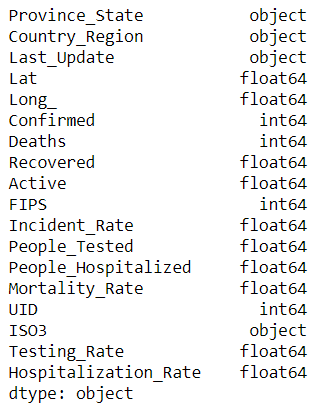 Province_State object
Country_Region object
Last_Update object
Lat float64
Long_ float64
Confirmed int64
Deaths int64
Recovered float64
Active float64
FIPS int64
Incident_Rate float64
People_Tested float64
People_Hospitalized float64
Mortality_Rate float64
UID int64
ISO3 object
Testing_Rate float64
Hospitalization_Rate float64
dtype: object